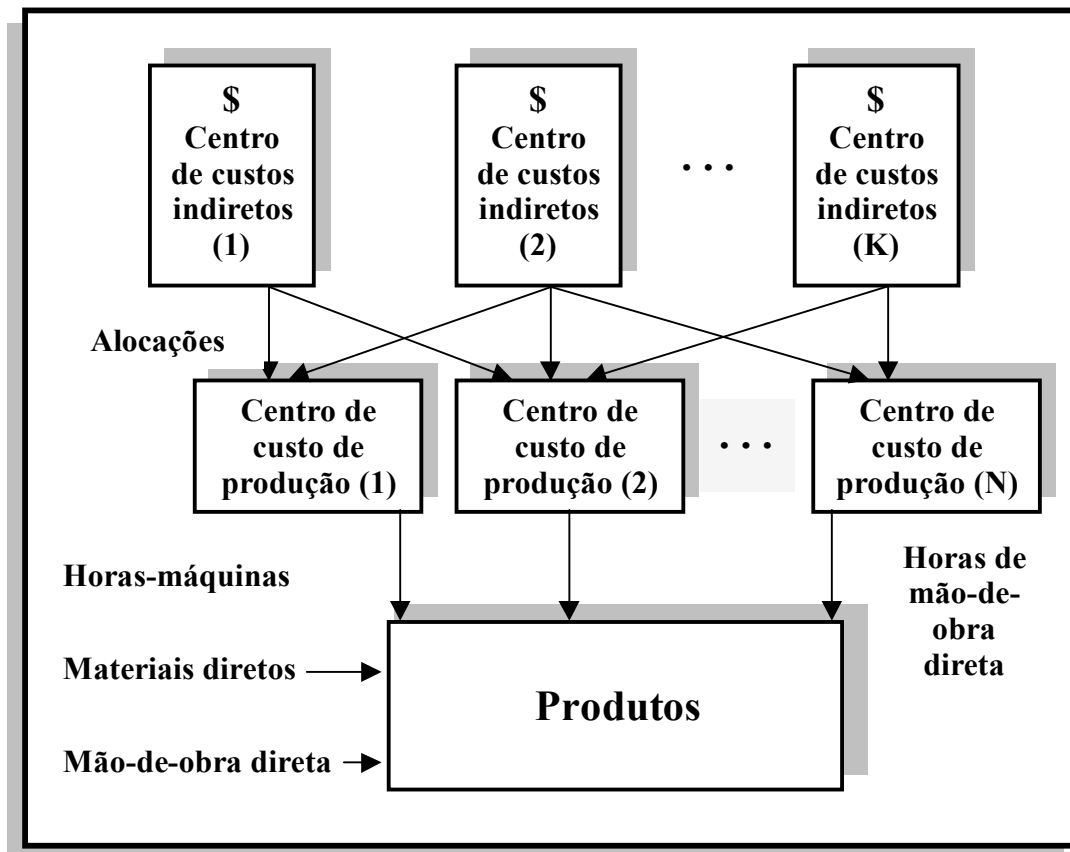 $
Centro
de custos
indiretos
(1)
$
Centro
de custos
indiretos
(2)
. . .
$
Centro
de custos
indiretos
(K)
Alocações
Centro de
custo de
produção (1)
Centro de
custo de
produção (2)
. . .
Centro de
custo de
produção (N)
Horas-máquinas
Horas de
mão-de-
obra
direta
Materiais diretos
Produtos
Mão-de-obra direta